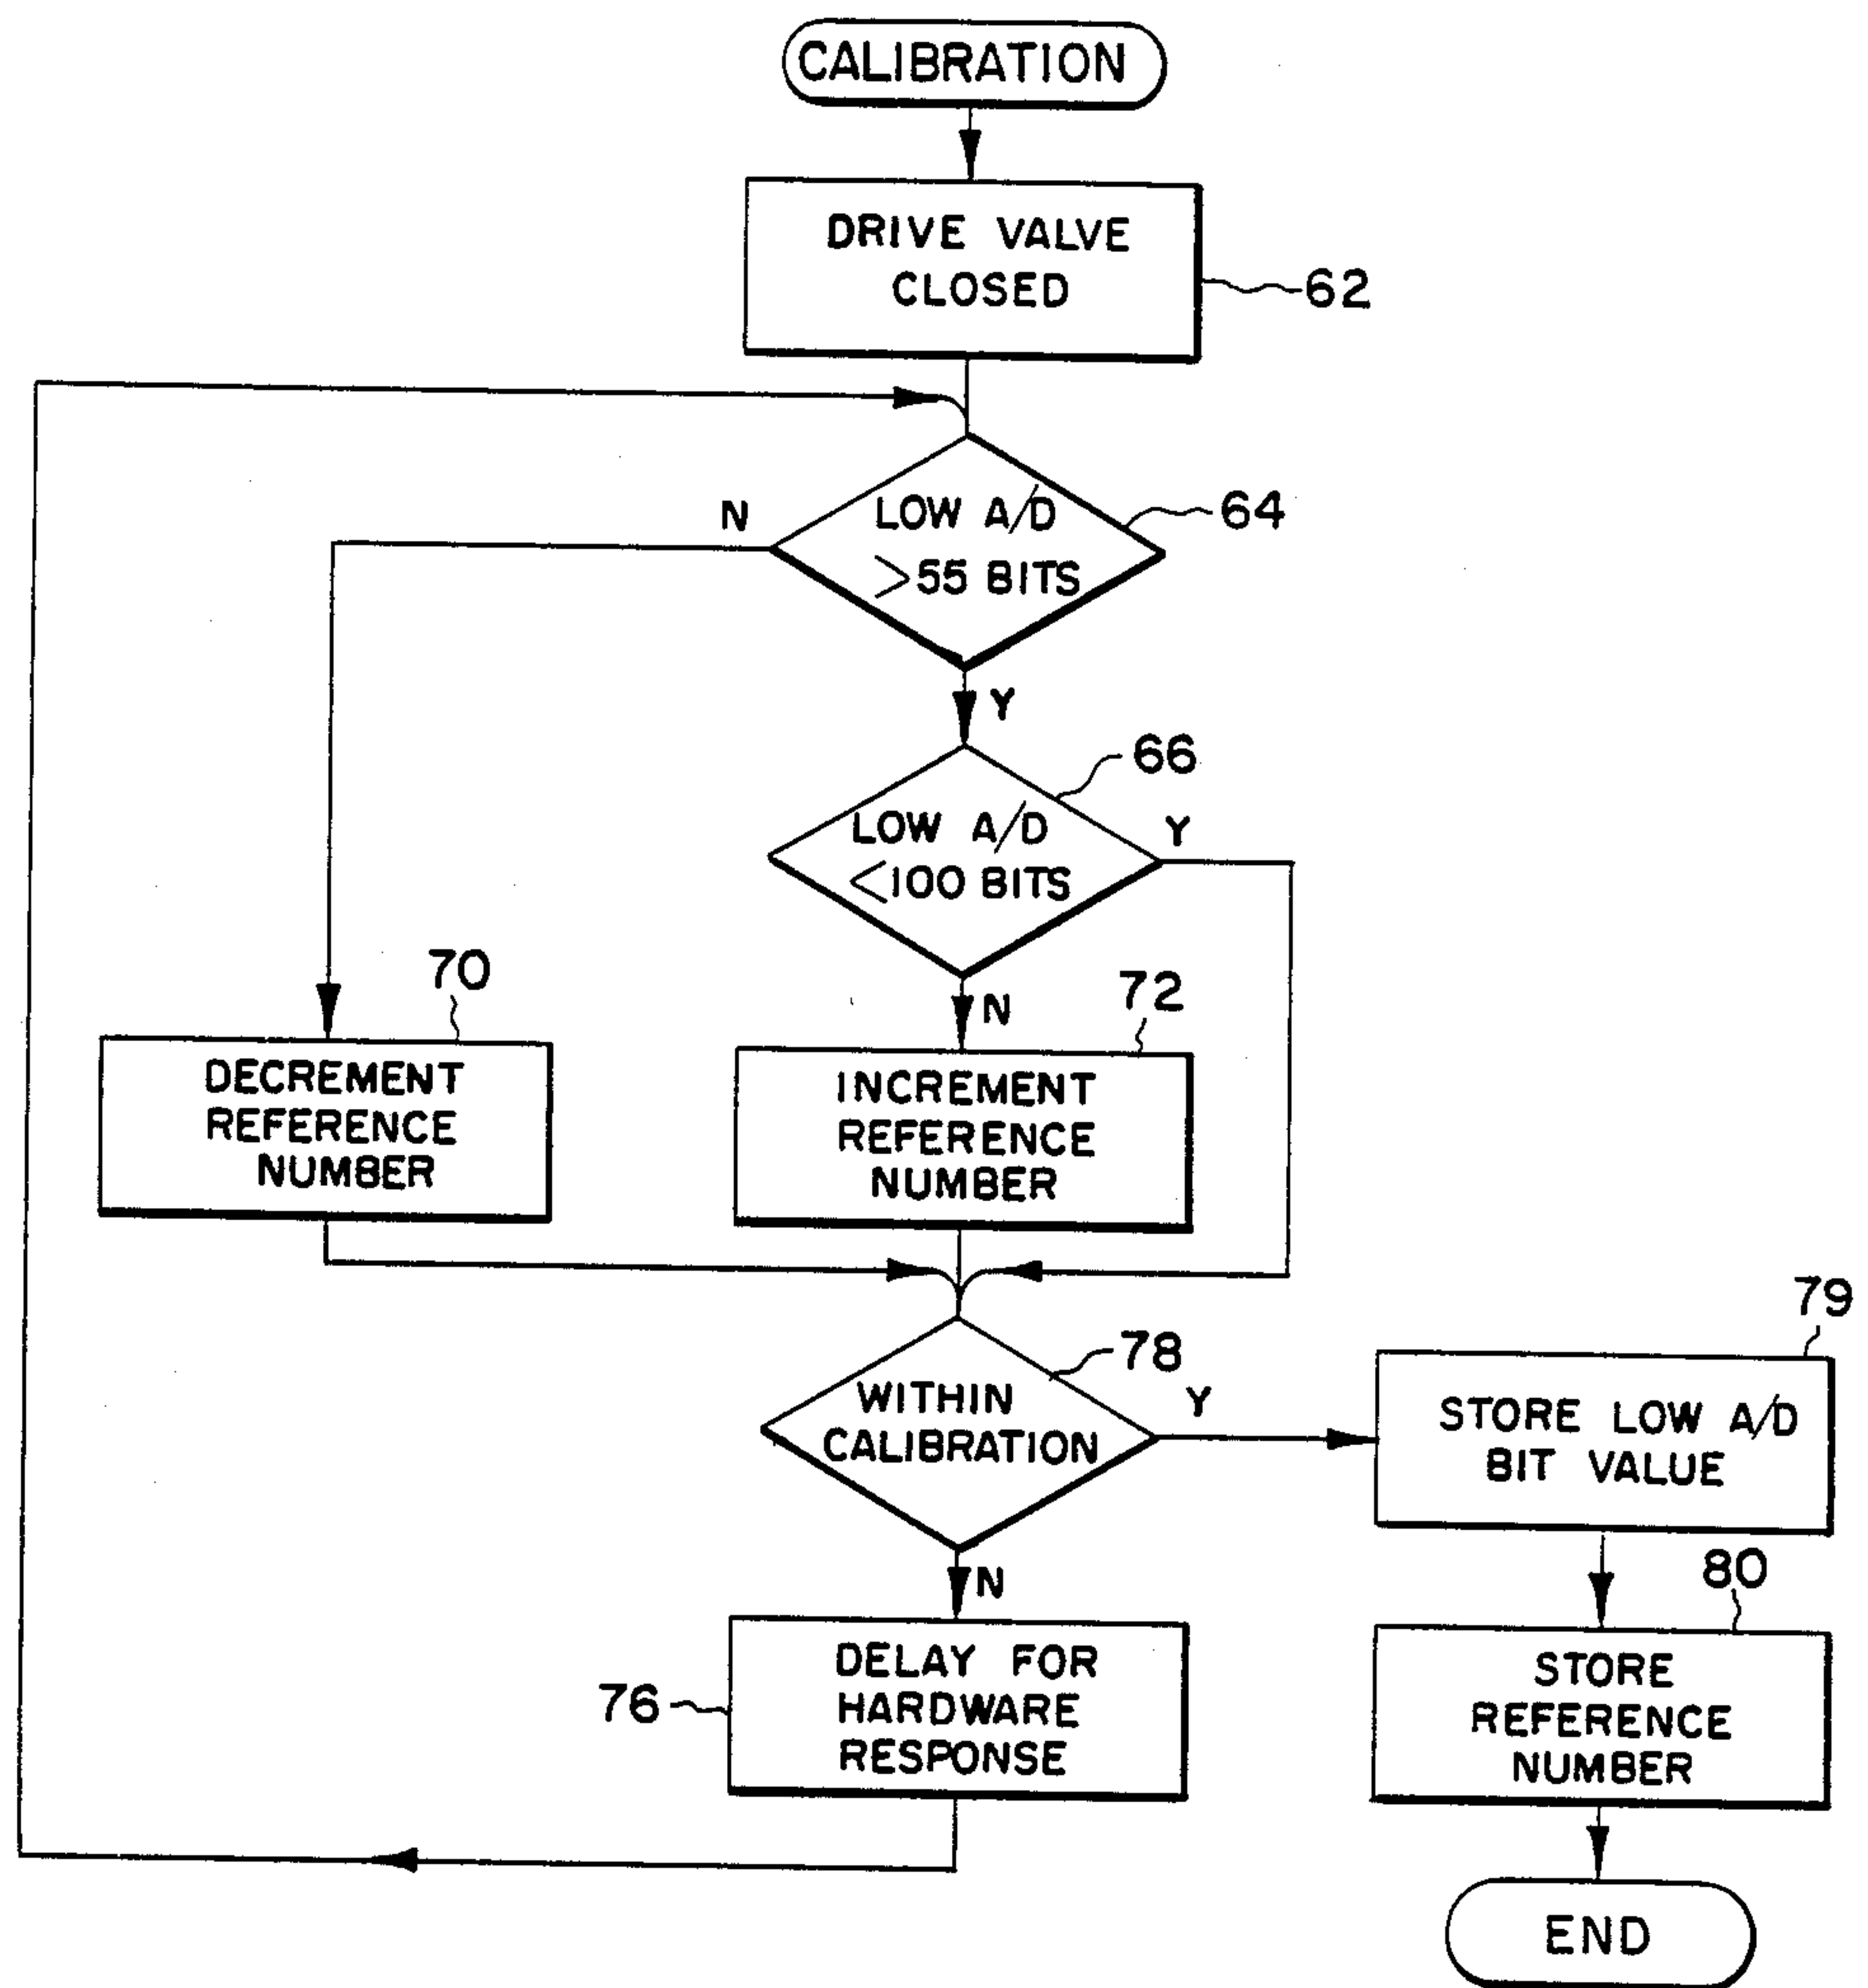 CALIBRATION
DRIVE VALVE
CLOSED
62
LOW A/D
>55 BITS
64
N
Y
66
LOW A/D
<100 BITS
Y
N
70
72
DECREMENT
REFERENCE
NUMBER
INCREMENT
REFERENCE
NUMBER
78
WITHIN
CALIBRATION
Y
N
79
STORE LOW A/D
BIT VALUE
80
STORE
REFERENCE
NUMBER
76
DELAY FOR
HARDWARE
RESPONSE
END